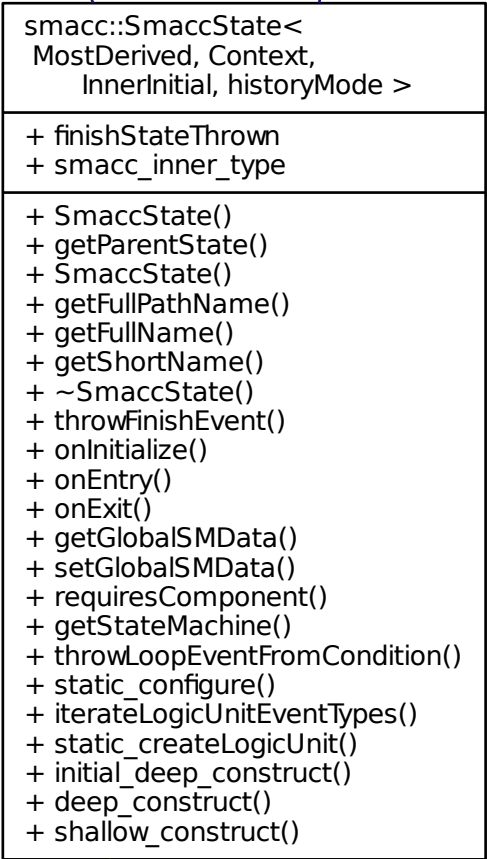 smacc::SmaccState<
MostDerived, Context,
InnerInitial, historyMode >
+ finishStateThrown
+ smacc_inner_type
+ SmaccState()
+ getParentState()
+ SmaccState()
+ getFullPathName()
+ getFullName()
+ getShortName()
+ ~SmaccState()
+ throwFinishEvent()
+ onInitialize()
+ onEntry()
+ onExit()
+ getGlobalSMData()
+ setGlobalSMData()
+ requiresComponent()
+ getStateMachine()
+ throwLoopEventFromCondition()
+ static_configure()
+ iterateLogicUnitEventTypes()
+ static_createLogicUnit()
+ initial_deep_construct()
+ deep_construct()
+ shallow_construct()